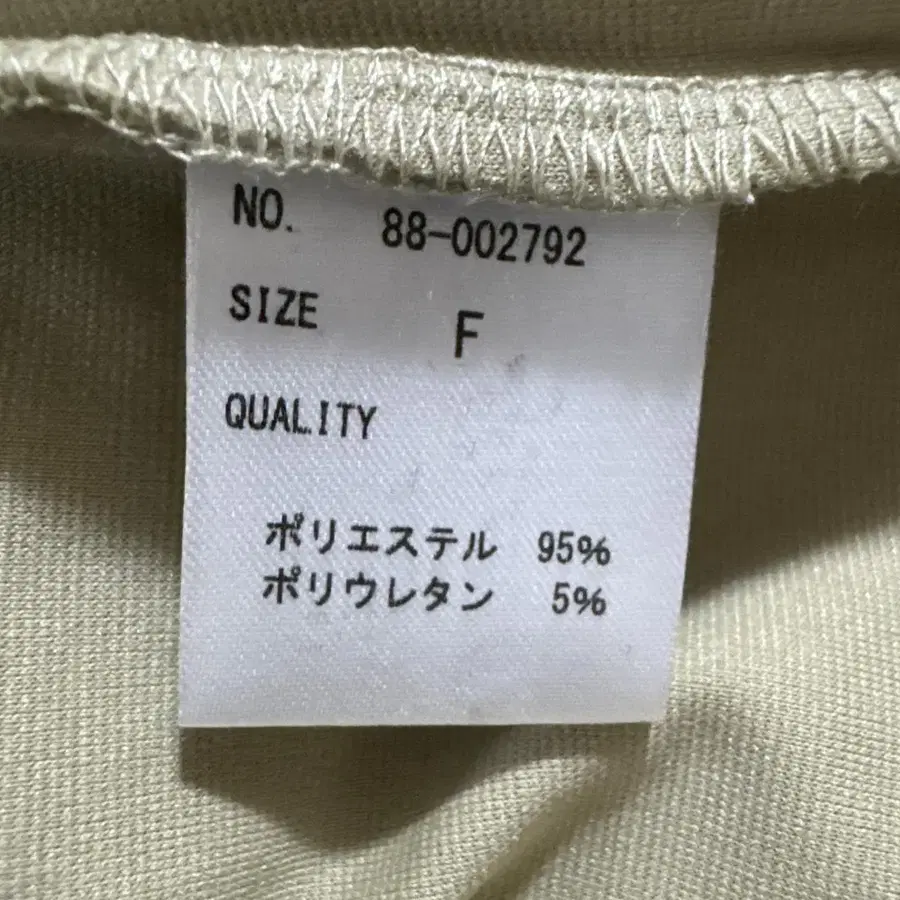 NO. 88-002792
SIZE F
QUALITY
ポリエステル 95%
ポリウレタン 5%